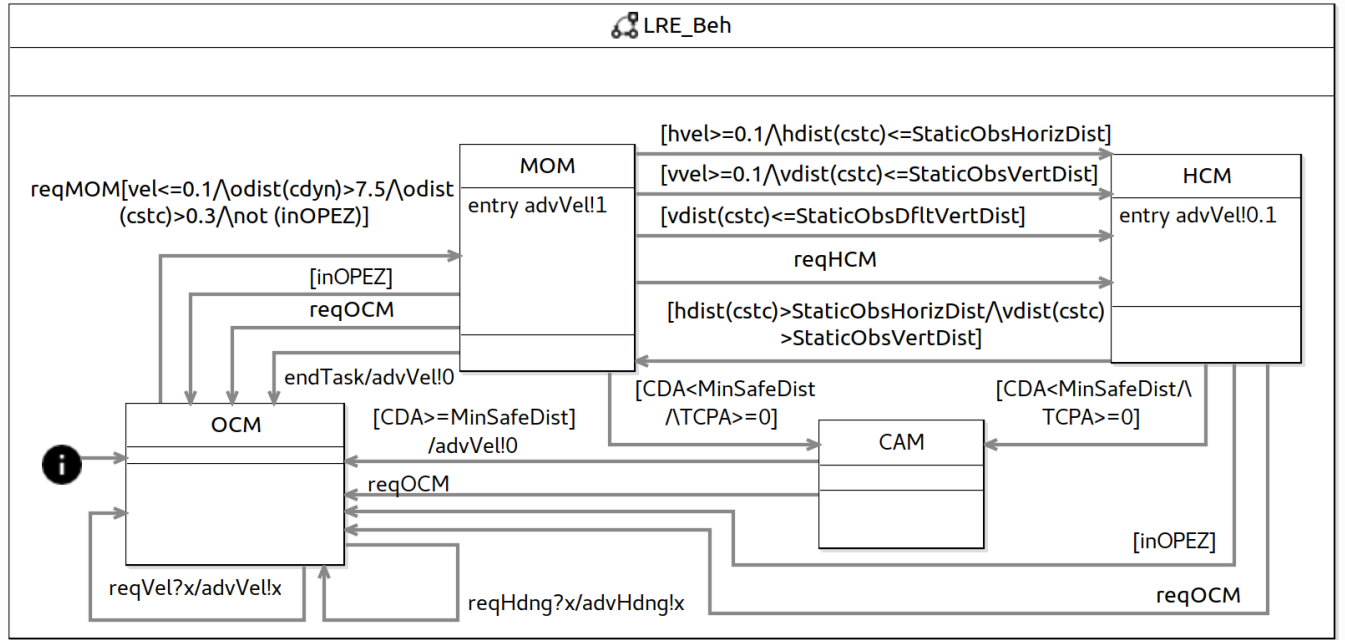 LRE_Beh
[hvel>=0.1/\hdist(cstc)<=StaticObsHorizDist]
MOM
HCM
[vvel>=0.1/\vdist(cstc)<=StaticObsVertDist]
reqMOM[vel<=0.1/\odist(cdyn)>7.5/\odist
(cstc)>0.3/\not (inOPEZ)]
entry advVel!1
[vdist(cstc)<=StaticObsDfltVertDist]
entry advVel!0.1
reqHCM
[inOPEZ]
reqOCM
[hdist(cstc)>StaticObsHorizDist/\vdist(cstc)
>StaticObsVertDist]
endTask/advVel!0
[CDA<MinSafeDist
/\TCPA>=0]
[CDA<MinSafeDist/\
TCPA>=0]
OCM
[CDA>=MinSafeDist]
/advVel!0
CAM
i
reqOCM
[inOPEZ]
reqVel?x/advVel!x
reqHdng?x/advHdng!x
reqOCM